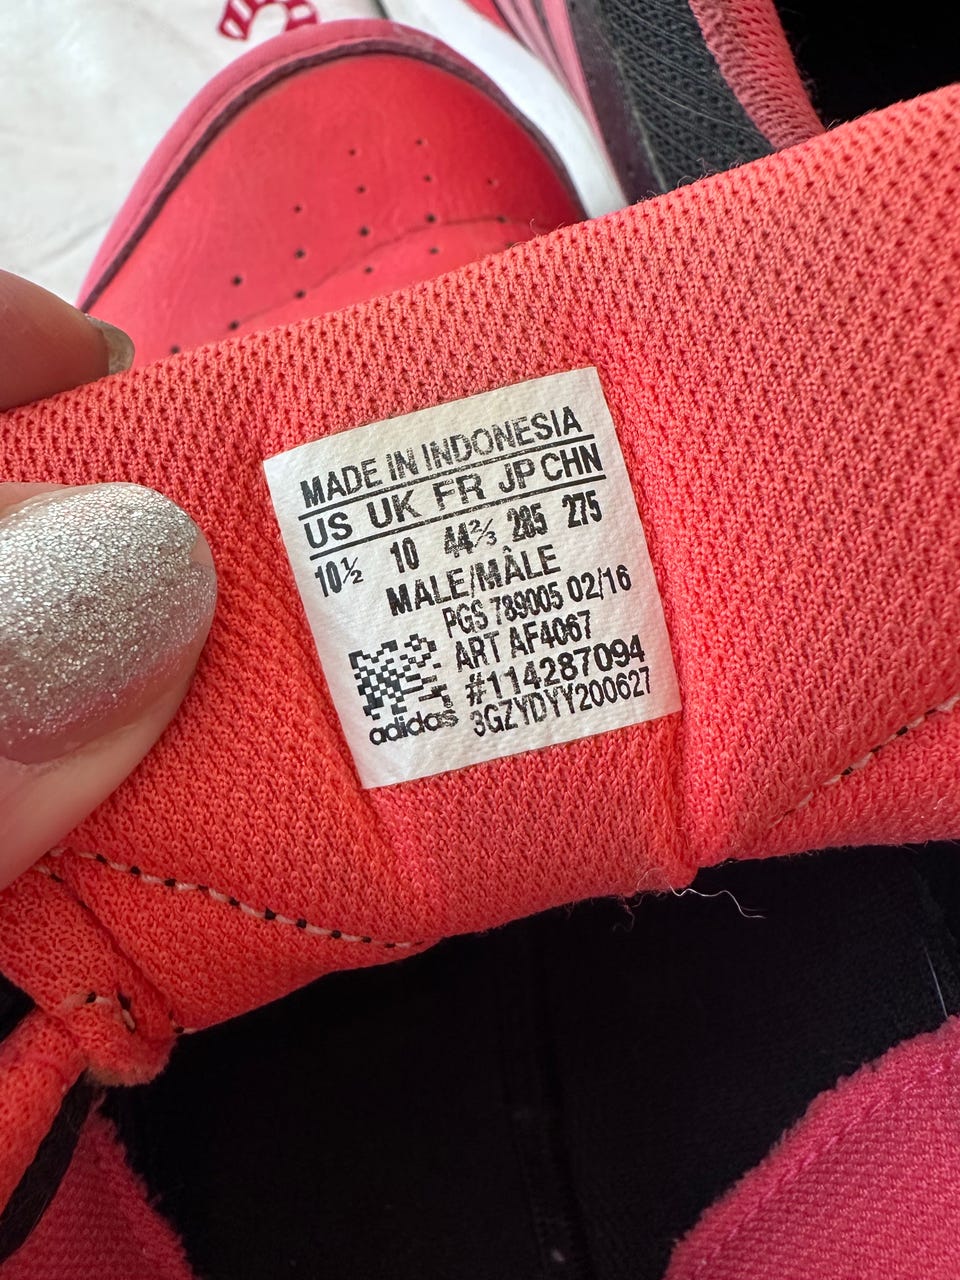 MADE IN INDONESIA
US UK FR JP CHN
10½ 10 44⅔ 285 275
MALE/MÂLE
PGS 789005 02/16
ART AF4067
#114287094
adidas 3GZYDYY200627